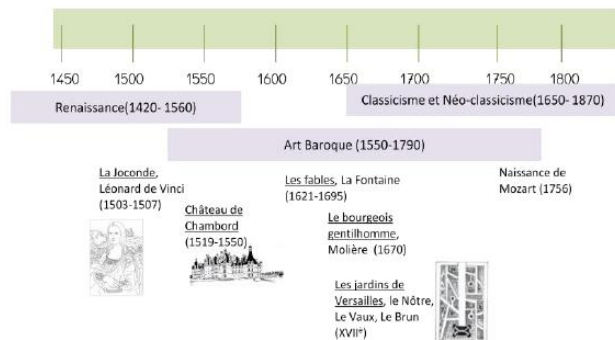 1450 1500 1550 1600 1650 1700 1750 1800
Renaissance(1420- 1560)
Classicisme et Néo-classicisme(1650- 1870)
Art Baroque (1550-1790)
La Joconde,
Léonard de Vinci
(1503-1507)
Château de
Chambord
(1519-1550)
Les fables, La Fontaine
(1621-1695)
Le bourgeois
gentilhomme,
Molière (1670)
Les jardins de
Versailles, le Nôtre,
Le Vaux, Le Brun
(XVIIᵉ)
Naissance de
Mozart (1756)